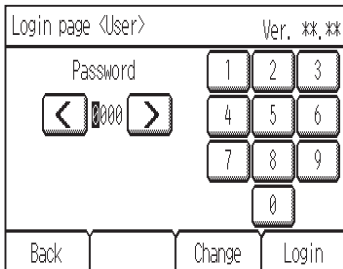 Login page <User> Ver. **.**
Password
< 0000 >
1 2 3
4 5 6
7 8 9
0
Back Change Login